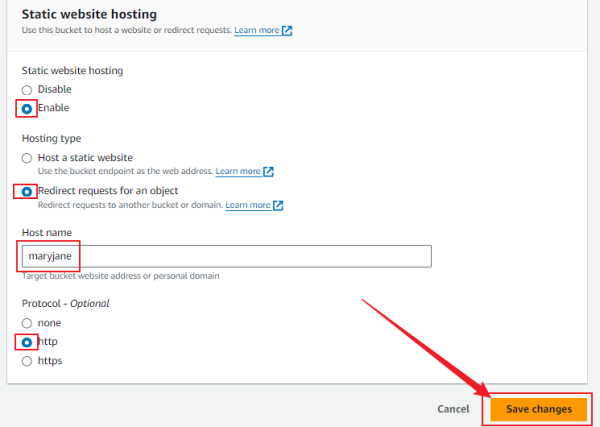 Static website hosting
Use this bucket to host a website or redirect requests. Learn more
Static website hosting
Disable
Enable
Hosting type
Host a static website
Use the bucket endpoint as the web address. Learn more
Redirect requests for an object
Redirect requests to another bucket or domain. Learn more
Host name
maryjane
Target bucket website address or personal domain
Protocol - Optional
none
http
https
Cancel Save changes